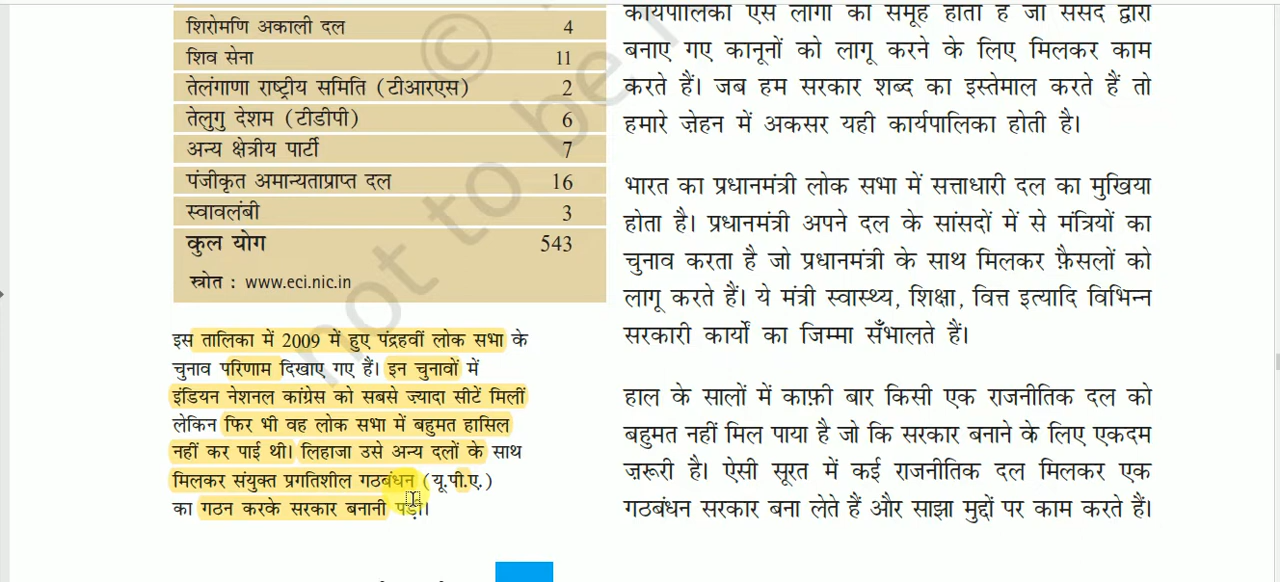 शिरोमणि अकाली दल 4
शिव सेना 11
तेलंगाणा राष्ट्रीय समिति (टीआरएस) 2
तेलुगु देशम (टीडीपी) 6
अन्य क्षेत्रीय पार्टी 7
पंजीकृत अमान्यताप्राप्त दल 16
स्वावलंबी 3
कुल योग 543
स्त्रोत : www.eci.nic.in
इस तालिका में 2009 में हुए पंद्रहवीं लोक सभा के
चुनाव परिणाम दिखाए गए हैं। इन चुनावों में
इंडियन नेशनल कांग्रेस को सबसे ज़्यादा सीटें मिलीं
लेकिन फिर भी वह लोक सभा में बहुमत हासिल
नहीं कर पाई थी। लिहाजा उसे अन्य दलों के साथ
मिलकर संयुक्त प्रगतिशील गठबंधन (यू.पी.ए.)
का गठन करके सरकार बनानी पड़ी।
कार्यपालिका ऐसे लोगों का समूह होता है जो संसद द्वारा
बनाए गए कानूनों को लागू करने के लिए मिलकर काम
करते हैं। जब हम सरकार शब्द का इस्तेमाल करते हैं तो
हमारे ज़ेहन में अकसर यही कार्यपालिका होती है।
भारत का प्रधानमंत्री लोक सभा में सत्ताधारी दल का मुखिया
होता है। प्रधानमंत्री अपने दल के सांसदों में से मंत्रियों का
चुनाव करता है जो प्रधानमंत्री के साथ मिलकर फ़ैसलों को
लागू करते हैं। ये मंत्री स्वास्थ्य, शिक्षा, वित्त इत्यादि विभिन्न
सरकारी कार्यों का जिम्मा सँभालते हैं।
हाल के सालों में काफ़ी बार किसी एक राजनीतिक दल को
बहुमत नहीं मिल पाया है जो कि सरकार बनाने के लिए एकदम
ज़रूरी है। ऐसी सूरत में कई राजनीतिक दल मिलकर एक
गठबंधन सरकार बना लेते हैं और साझा मुद्दों पर काम करते हैं।
© not to be